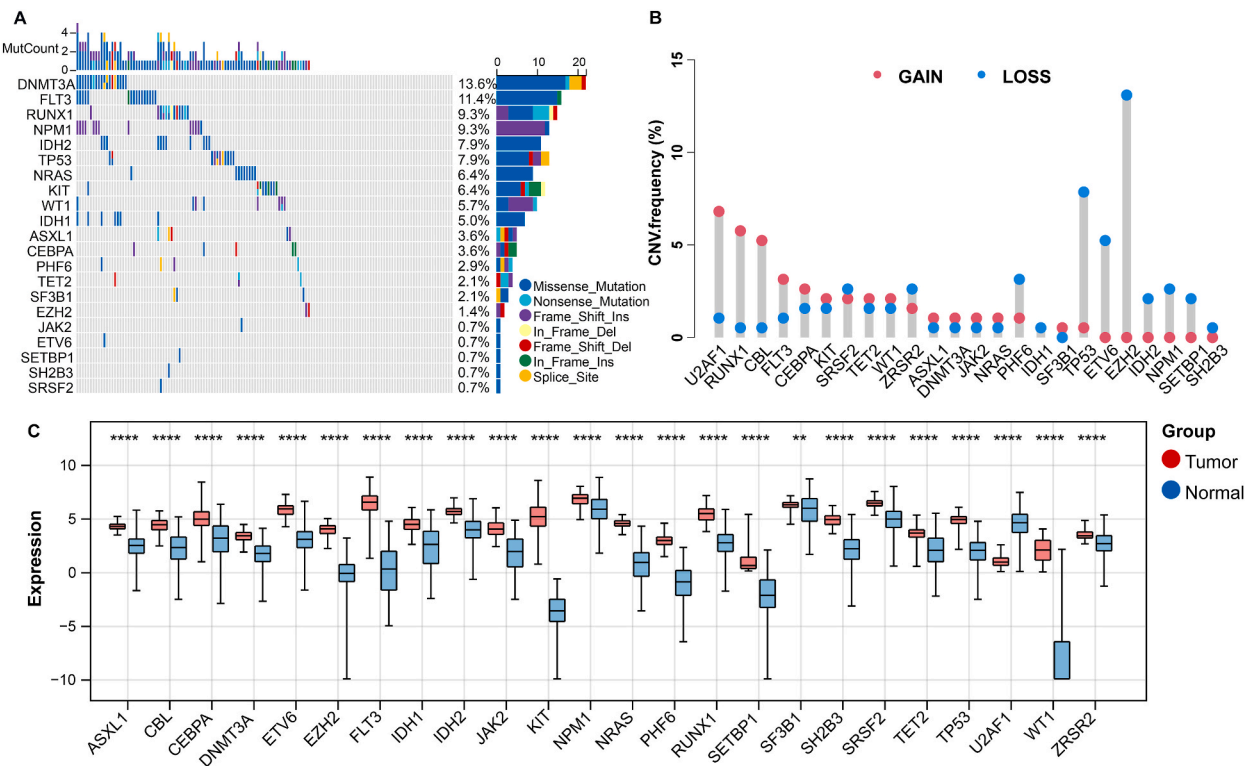 A
MutCount
4
2
0
0 10 20
DNMT3A 13.6%
FLT3 11.4%
RUNX1 9.3%
NPM1 9.3%
IDH2 7.9%
TP53 7.9%
NRAS 6.4%
KIT 6.4%
WT1 5.7%
IDH1 5.0%
ASXL1 3.6%
CEBPA 3.6%
PHF6 2.9%
TET2 2.1%
SF3B1 2.1%
EZH2 1.4%
JAK2 0.7%
ETV6 0.7%
SETBP1 0.7%
SH2B3 0.7%
SRSF2 0.7%
Missense_Mutation
Nonsense_Mutation
Frame_Shift_Ins
In_Frame_Del
Frame_Shift_Del
In_Frame_Ins
Splice_Site
B
GAIN LOSS
CNV.frequency (%)
15
10
5
0
U2AF1 RUNX1 CBL FLT3 CEBPA KIT SRSF2 TET2 WT1 ZRSR2 ASXL1 DNMT3A JAK2 NRAS PHF6 IDH1 SF3B1 TP53 ETV6 EZH2 IDH2 NPM1 SETBP1 SH2B3
C
**** **** **** **** **** **** **** **** **** **** **** **** **** **** **** **** ** **** **** **** **** **** **** ****
Expression
10
5
0
−5
−10
ASXL1 CBL CEBPA DNMT3A ETV6 EZH2 FLT3 IDH1 IDH2 JAK2 KIT NPM1 NRAS PHF6 RUNX1 SETBP1 SF3B1 SH2B3 SRSF2 TET2 TP53 U2AF1 WT1 ZRSR2
Group
Tumor
Normal